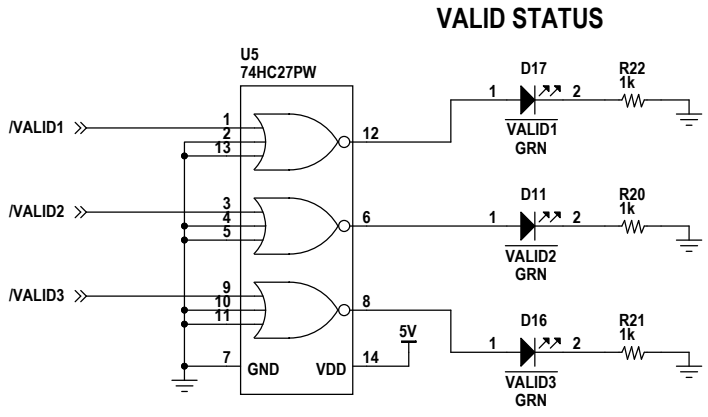 VALID STATUS
U5
74HC27PW
D17
R22
1k
1 2
VALID1
GRN
/VALID1
1
2
13
12
/VALID2
3
4
5
6
D11
R20
1k
1 2
VALID2
GRN
/VALID3
9
10
11
8
5V
D16
R21
1k
1 2
VALID3
GRN
7 GND VDD 14